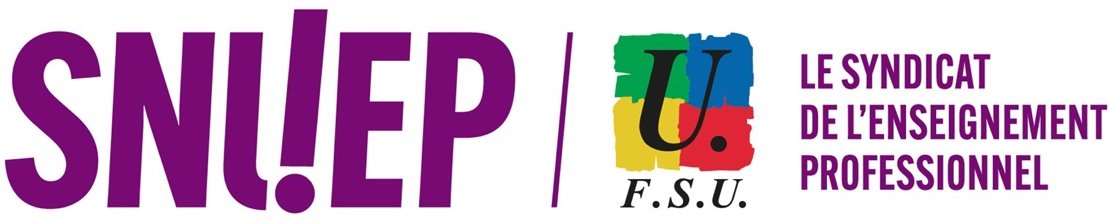 SNUEP
U.
F.S.U.
LE SYNDICAT
DE L'ENSEIGNEMENT
PROFESSIONNEL